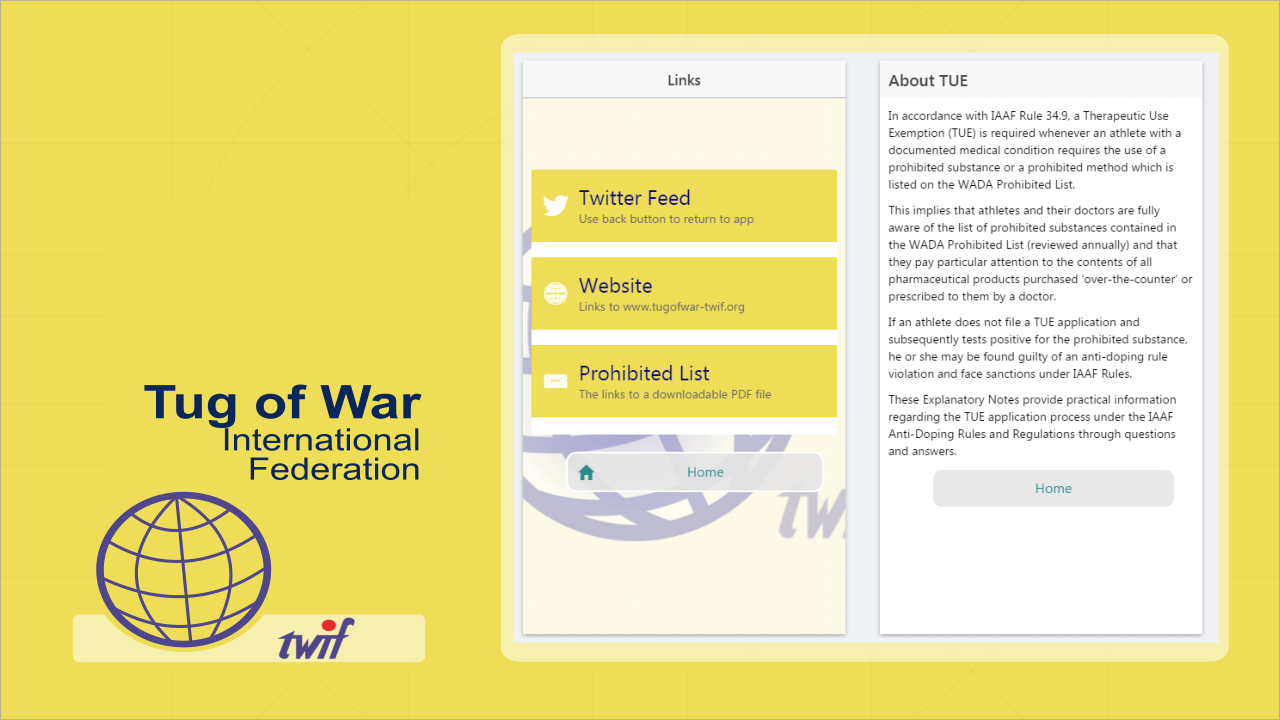 Tug of War
International
Federation
twif
Links
Twitter Feed
Use back button to return to app
Website
Links to www.tugofwar-twif.org
Prohibited List
The links to a downloadable PDF file
Home
twif
About TUE
In accordance with IAAF Rule 34.9, a Therapeutic Use
Exemption (TUE) is required whenever an athlete with a
documented medical condition requires the use of a
prohibited substance or a prohibited method which is
listed on the WADA Prohibited List.
This implies that athletes and their doctors are fully
aware of the list of prohibited substances contained in
the WADA Prohibited List (reviewed annually) and that
they pay particular attention to the contents of all
pharmaceutical products purchased ‘over-the-counter’ or
prescribed to them by a doctor.
If an athlete does not file a TUE application and
subsequently tests positive for the prohibited substance,
he or she may be found guilty of an anti-doping rule
violation and face sanctions under IAAF Rules.
These Explanatory Notes provide practical information
regarding the TUE application process under the IAAF
Anti-Doping Rules and Regulations through questions
and answers.
Home